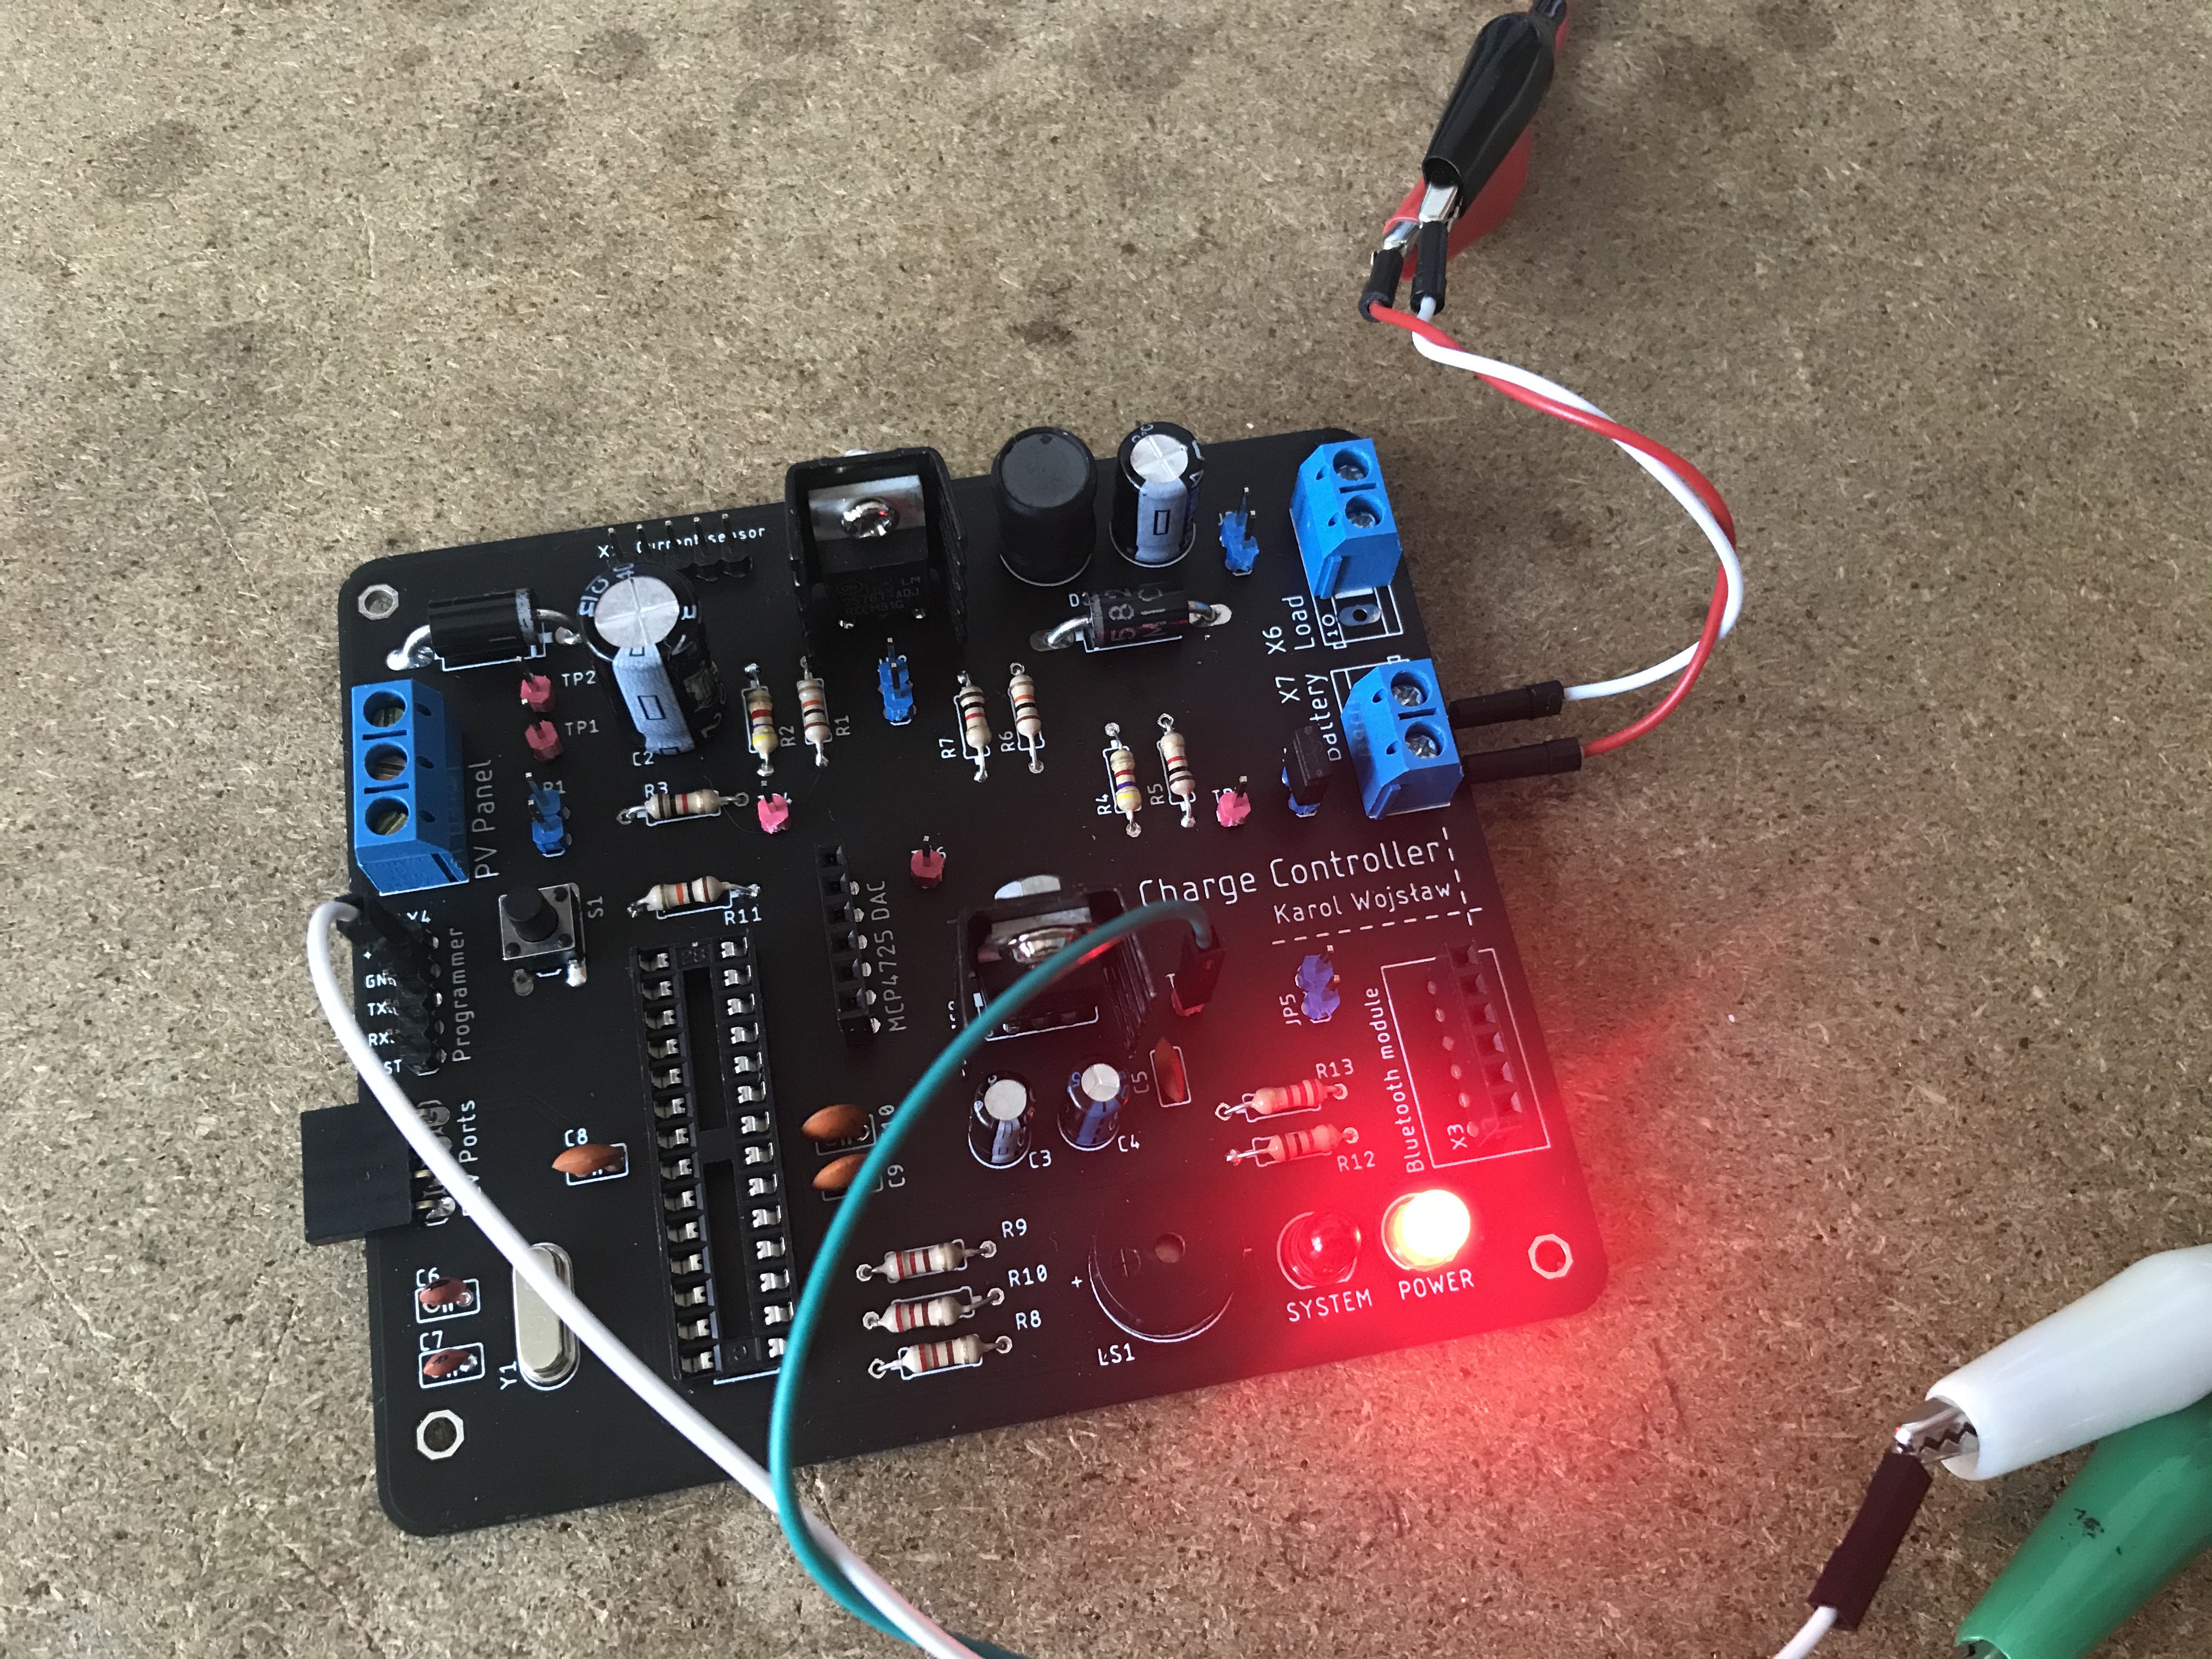 Current sensor
TP2
TP1
C2
R2
R1
R7
R6
R4
R5
R3
X6
Load
X7
Battery
PV Panel
S1
R11
MCP4725 DAC
Charge Controller
Karol Wojsław
X4
GND
Programmer
JP5
Bluetooth module
X3
R13
R12
C5
C3
C4
C8
C9
R9
R10
R8
C6
C7
Y1
LS1
+
SYSTEM
POWER